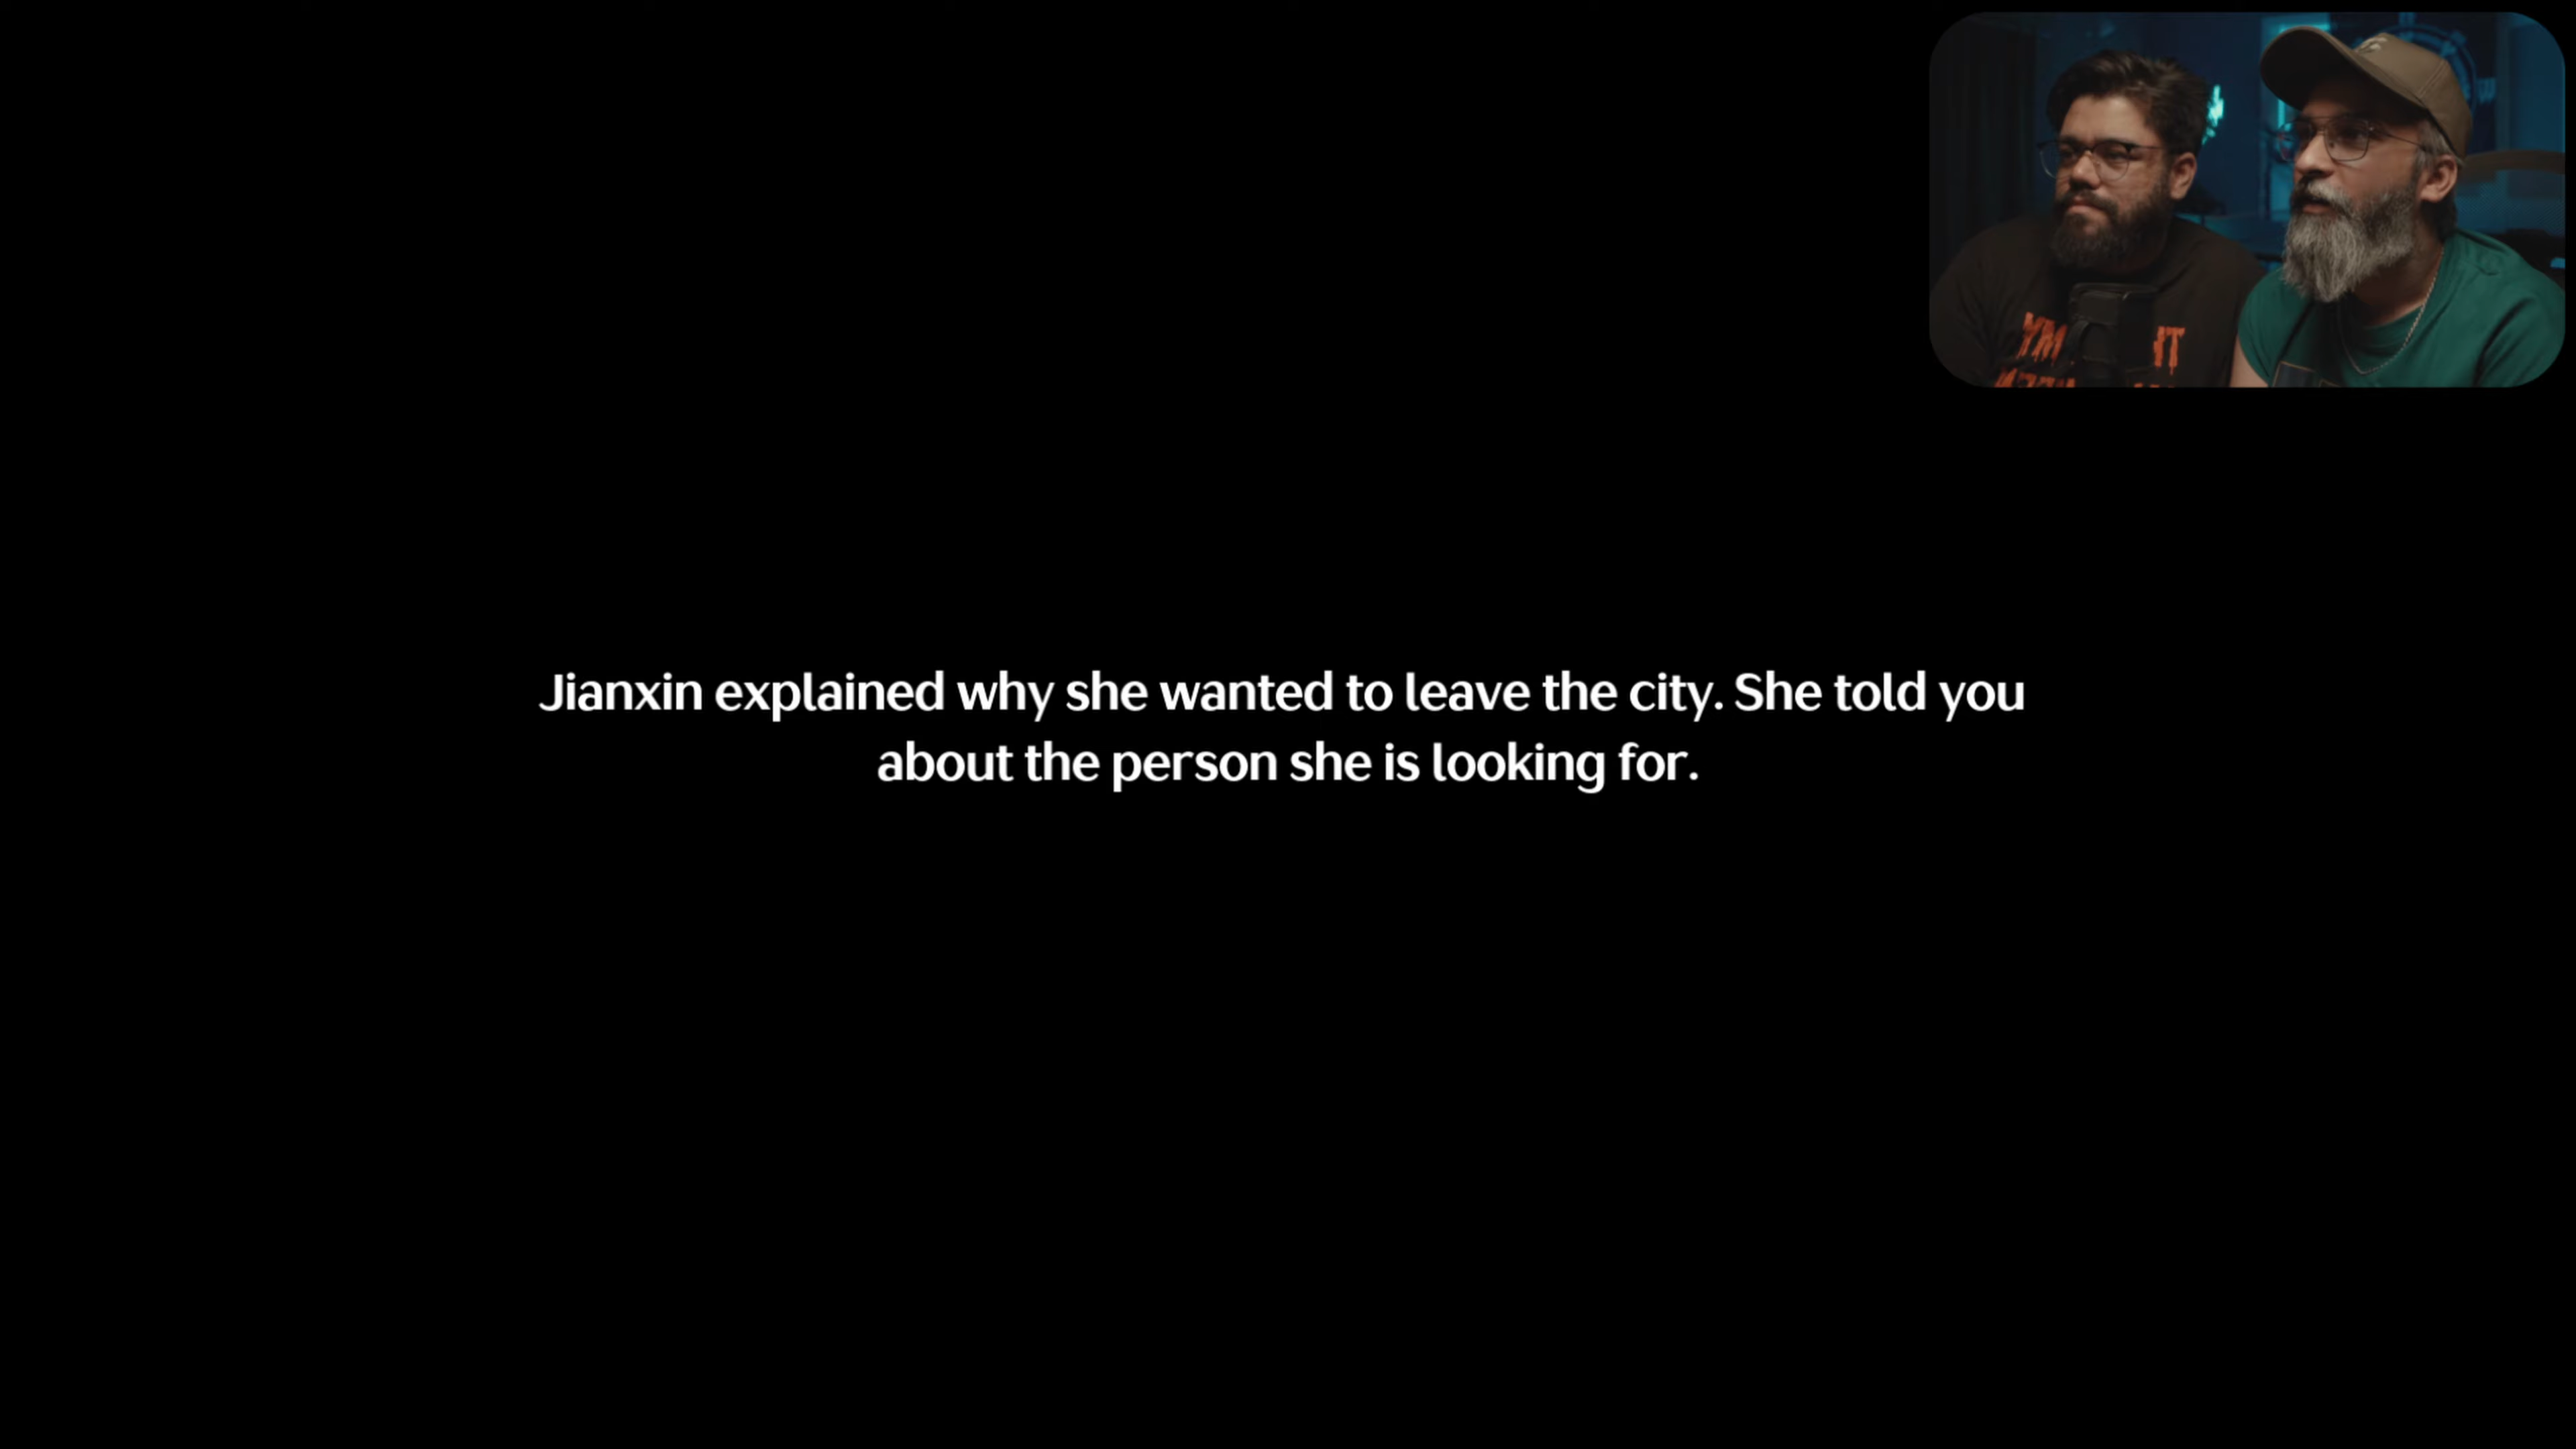 Jianxin explained why she wanted to leave the city. She told you
about the person she is looking for.